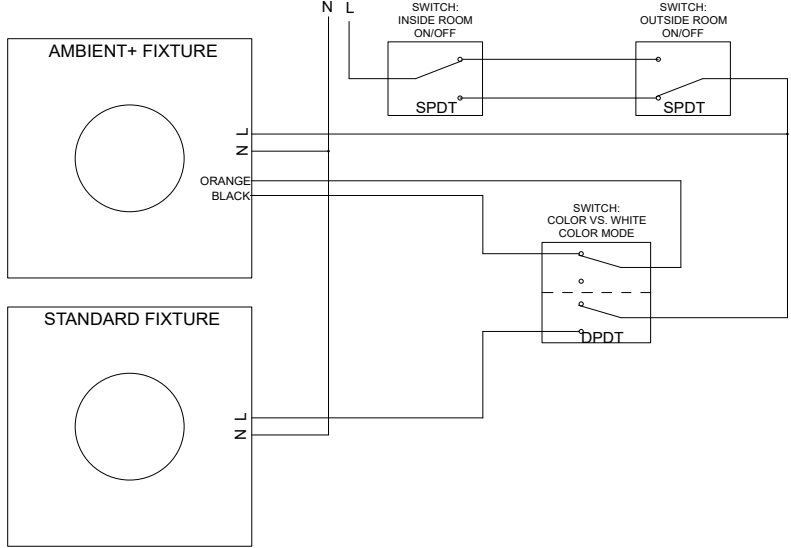 N L
SWITCH:
INSIDE ROOM
ON/OFF
SPDT
SWITCH:
OUTSIDE ROOM
ON/OFF
SPDT
AMBIENT+ FIXTURE
L
N
ORANGE
BLACK
SWITCH:
COLOR VS. WHITE
COLOR MODE
DPDT
STANDARD FIXTURE
L
N